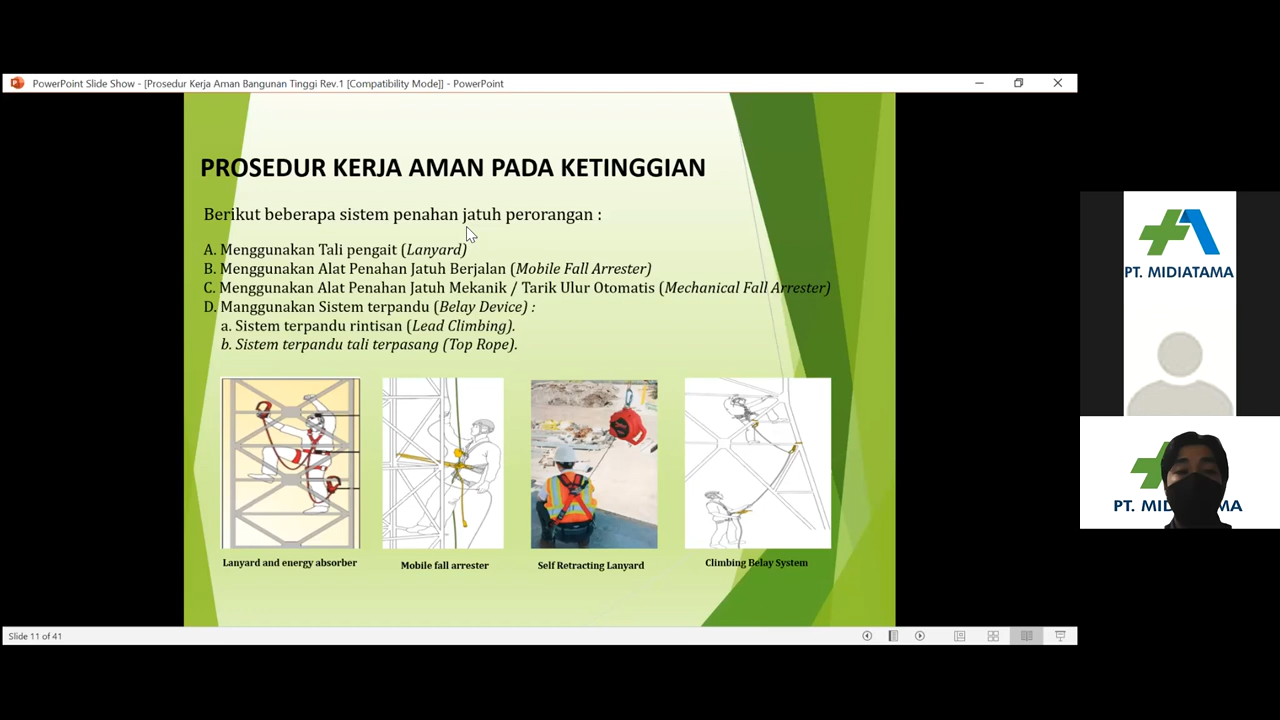 PowerPoint Slide Show - [Prosedur Kerja Aman Bangunan Tinggi Rev.1 [Compatibility Mode]] - PowerPoint
PROSEDUR KERJA AMAN PADA KETINGGIAN
Berikut beberapa sistem penahan jatuh perorangan :
A. Menggunakan Tali pengait (Lanyard)
B. Menggunakan Alat Penahan Jatuh Berjalan (Mobile Fall Arrester)
C. Menggunakan Alat Penahan Jatuh Mekanik / Tarik Ulur Otomatis (Mechanical Fall Arrester)
D. Manggunakan Sistem terpandu (Belay Device) :
a. Sistem terpandu rintisan (Lead Climbing).
b. Sistem terpandu tali terpasang (Top Rope).
Lanyard and energy absorber
Mobile fall arrester
Self Retracting Lanyard
Climbing Belay System
Slide 11 of 41
PT. MIDIATAMA
PT. MI MA